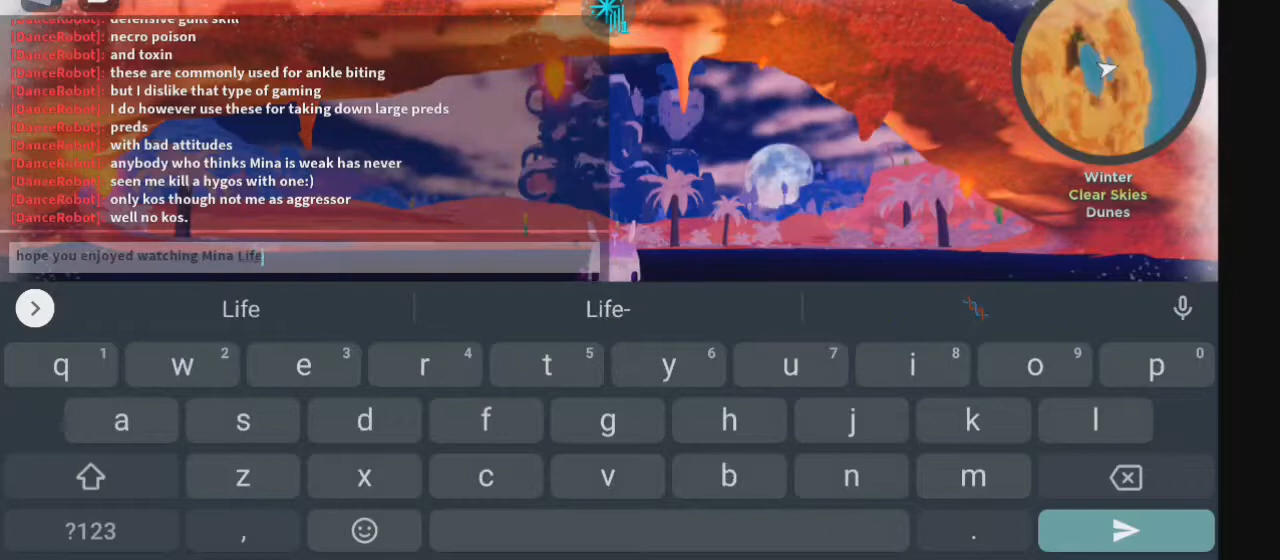 [DanceRobot]: defensive guilt skill
[DanceRobot]: necro poison
[DanceRobot]: and toxin
[DanceRobot]: these are commonly used for ankle biting
[DanceRobot]: but I dislike that type of gaming
[DanceRobot]: I do however use these for taking down large preds
[DanceRobot]: preds
[DanceRobot]: with bad attitudes
[DanceRobot]: anybody who thinks Mina is weak has never
[DanceRobot]: seen me kill a hygos with one:)
[DanceRobot]: only kos though not me as aggressor
[DanceRobot]: well no kos.
hope you enjoyed watching Mina Life
Winter
Clear Skies
Dunes
Life
Life-
q 1 w 2 e 3 r 4 t 5 y 6 u 7 i 8 o 9 p 0
a s d f g h j k l
z x c v b n m
?123 , .